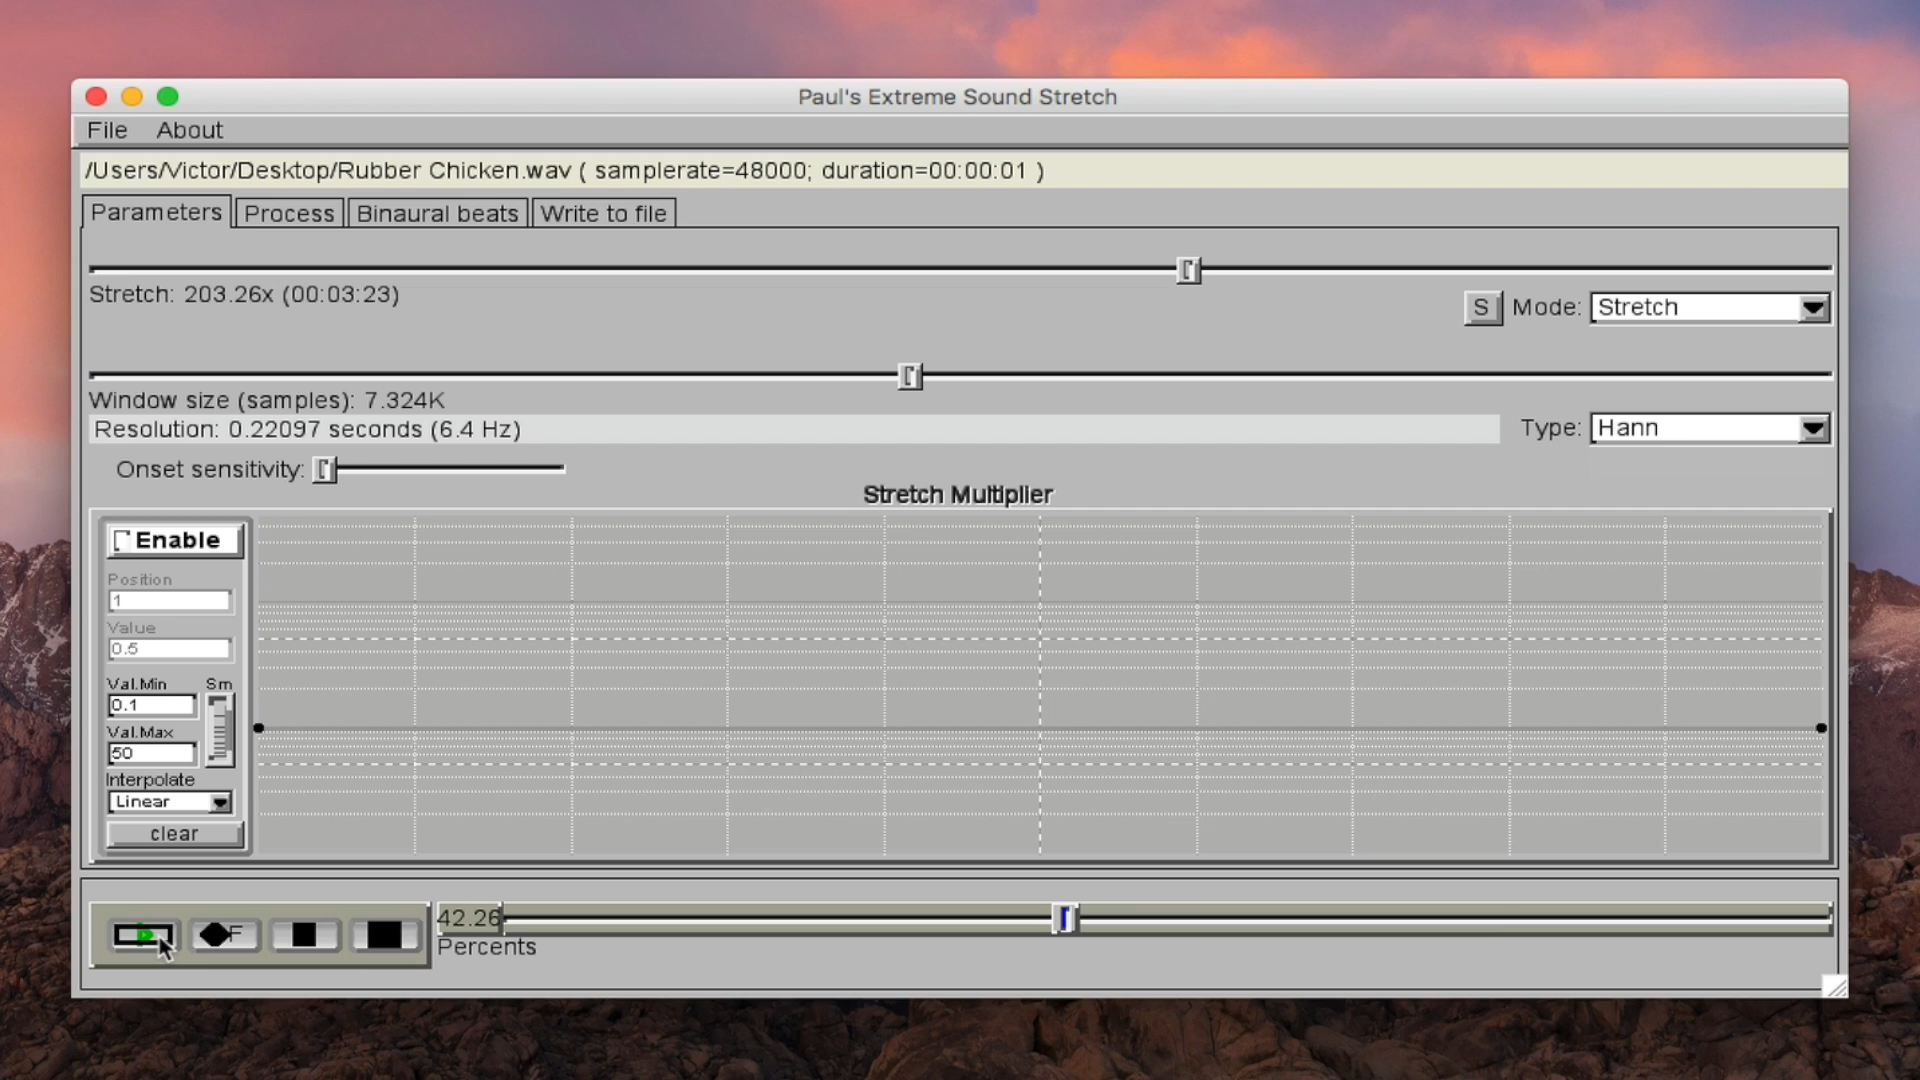 Paul's Extreme Sound Stretch
File About
/Users/Victor/Desktop/Rubber Chicken.wav ( samplerate=48000; duration=00:00:01 )
Parameters Process Binaural beats Write to file
Stretch: 203.26x (00:03:23)
S Mode: Stretch
Window size (samples): 7.324K
Resolution: 0.22097 seconds (6.4 Hz)
Type: Hann
Onset sensitivity:
Stretch Multiplier
Enable
Position
1
Value
0.5
Val.Min Sm
0.1
Val.Max
50
Interpolate
Linear
clear
F
42.26
Percents